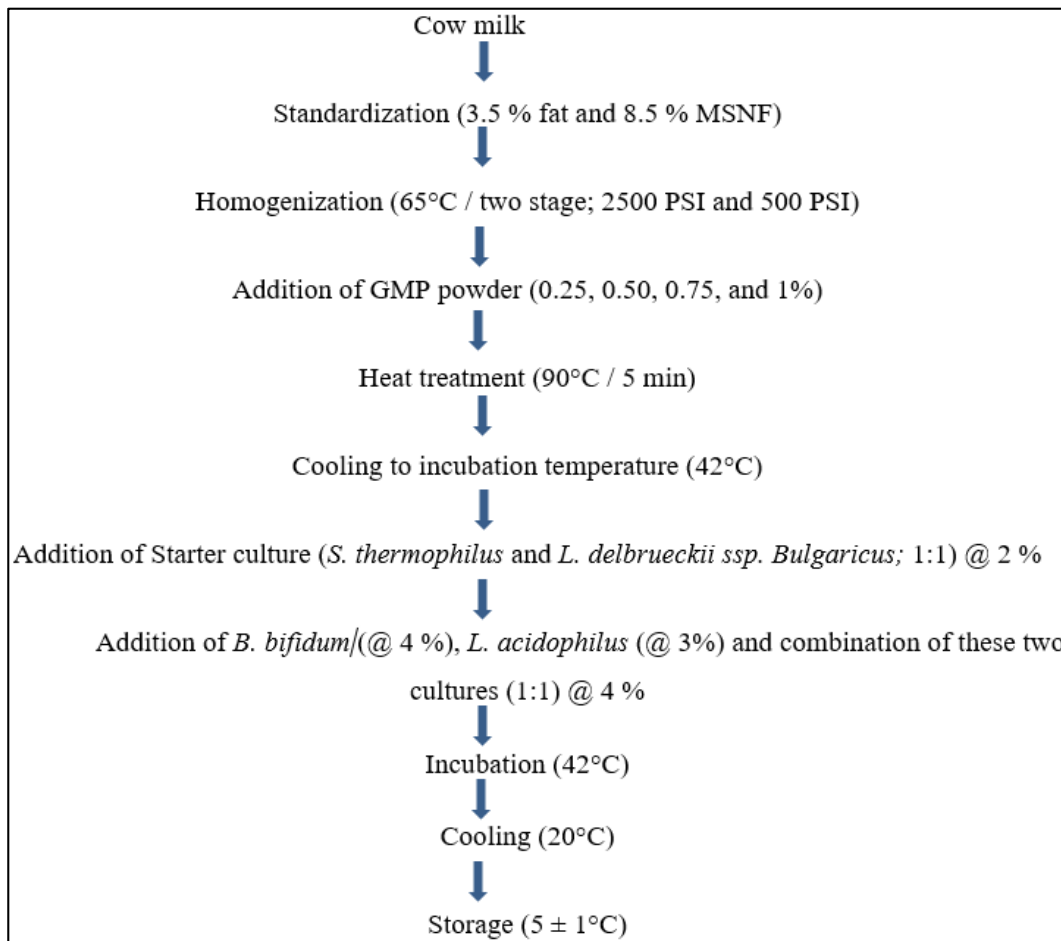 Cow milk
Standardization (3.5 % fat and 8.5 % MSNF)
Homogenization (65°C / two stage; 2500 PSI and 500 PSI)
Addition of GMP powder (0.25, 0.50, 0.75, and 1%)
Heat treatment (90°C / 5 min)
Cooling to incubation temperature (42°C)
Addition of Starter culture (S. thermophilus and L. delbrueckii ssp. Bulgaricus; 1:1) @ 2 %
Addition of B. bifidum/(@ 4 %), L. acidophilus (@ 3%) and combination of these two
cultures (1:1) @ 4 %
Incubation (42°C)
Cooling (20°C)
Storage (5 ± 1°C)